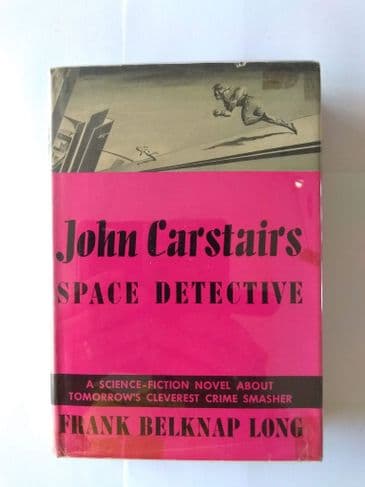 John Carstairs
SPACE DETECTIVE
A SCIENCE-FICTION NOVEL ABOUT
TOMORROW'S CLEVEREST CRIME SMASHER
FRANK BELKNAP LONG